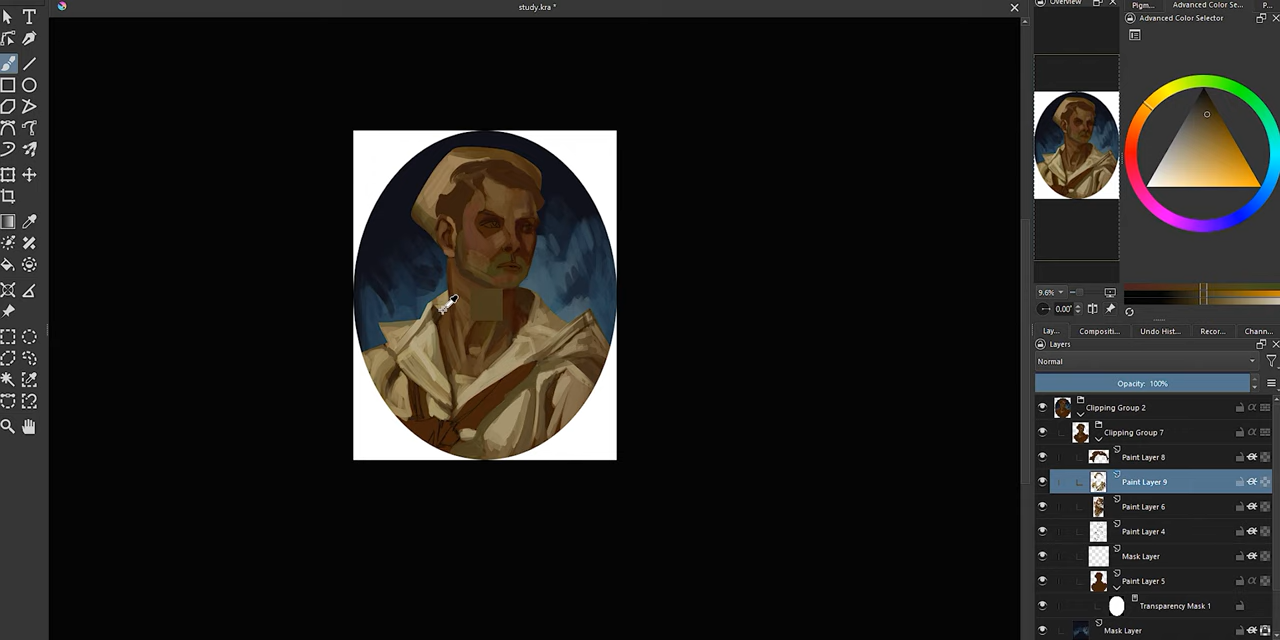 study.kra *
Overview
Pigm...
Advanced Color Se...
P...
Advanced Color Selector
9.6%
0.00°
Lay...
Compositi...
Undo Hist...
Recor...
Chann...
Layers
Normal
Opacity: 100%
Clipping Group 2
Clipping Group 7
Paint Layer 8
Paint Layer 9
Paint Layer 6
Paint Layer 4
Mask Layer
Paint Layer 5
Transparency Mask 1
Mask Layer